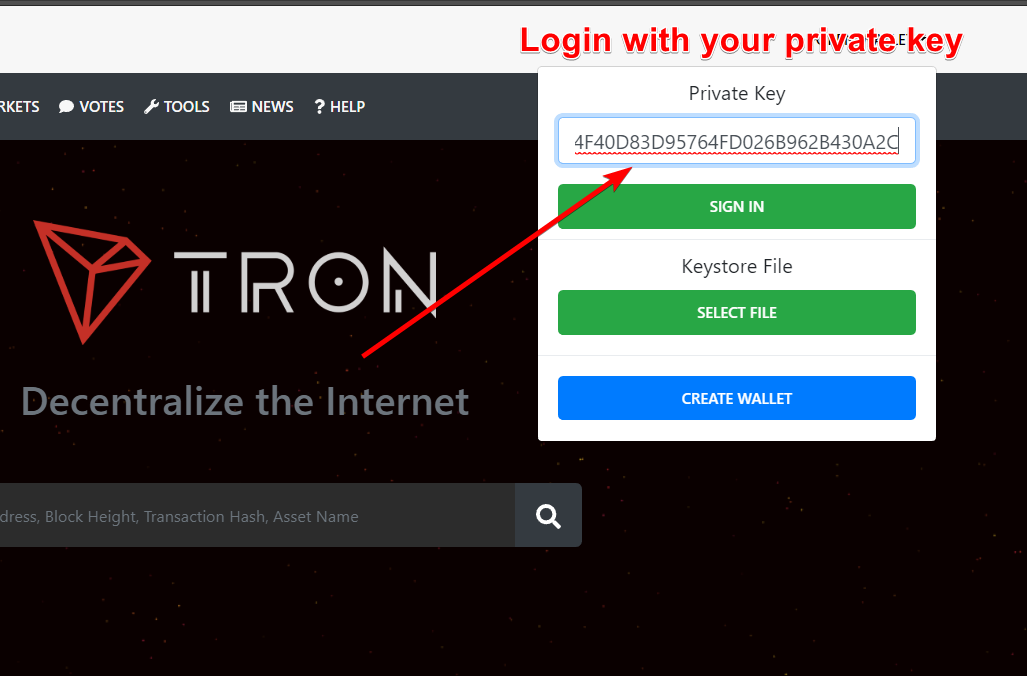 Login with your private key
RKETS VOTES TOOLS NEWS HELP
Private Key
4F40D83D95764FD026B962B430A2C
SIGN IN
Keystore File
SELECT FILE
CREATE WALLET
TRON
Decentralize the Internet
dress, Block Height, Transaction Hash, Asset Name